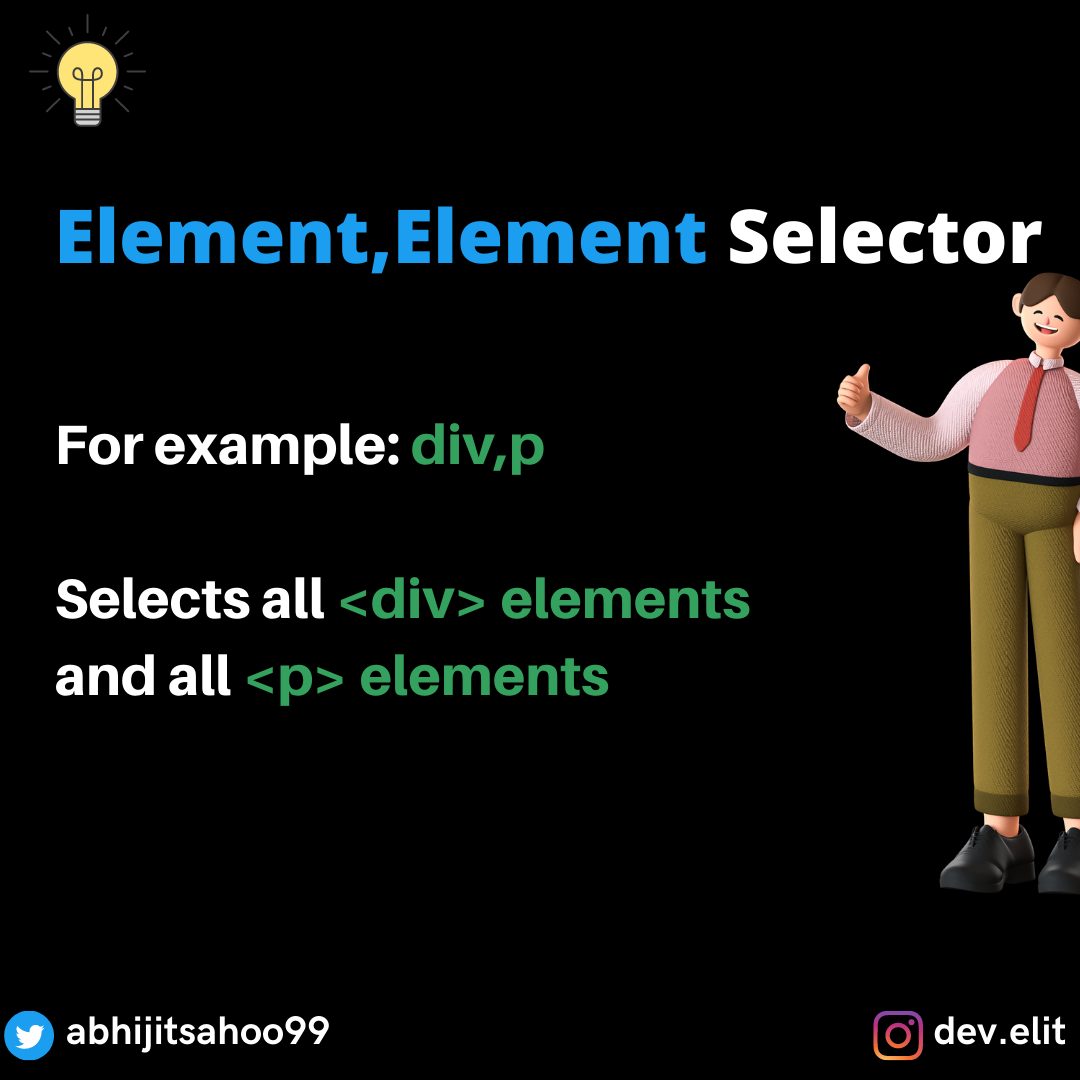 Element,Element Selector
For example: div,p
Selects all <div> elements
and all <p> elements
abhijitsahoo99
dev.elit